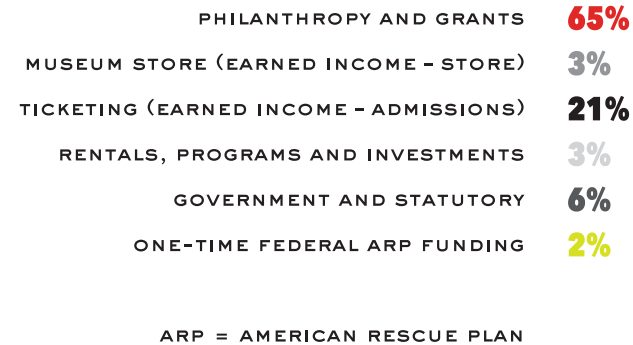 PHILANTHROPY AND GRANTS 65%
MUSEUM STORE (EARNED INCOME – STORE) 3%
TICKETING (EARNED INCOME – ADMISSIONS) 21%
RENTALS, PROGRAMS AND INVESTMENTS 3%
GOVERNMENT AND STATUTORY 6%
ONE-TIME FEDERAL ARP FUNDING 2%
ARP = AMERICAN RESCUE PLAN